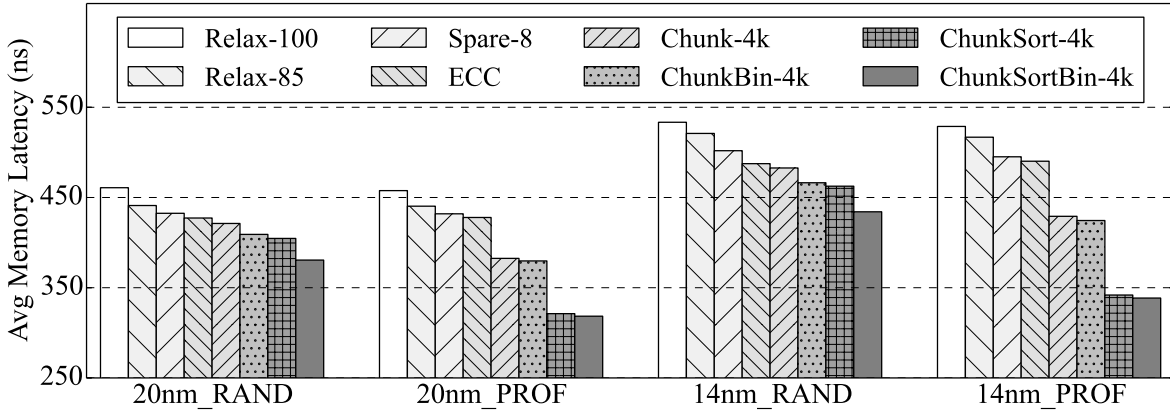 Relax-100 Spare-8 Chunk-4k ChunkSort-4k
Relax-85 ECC ChunkBin-4k ChunkSortBin-4k
Avg Memory Latency (ns)
550
450
350
250
20nm_RAND 20nm_PROF 14nm_RAND 14nm_PROF